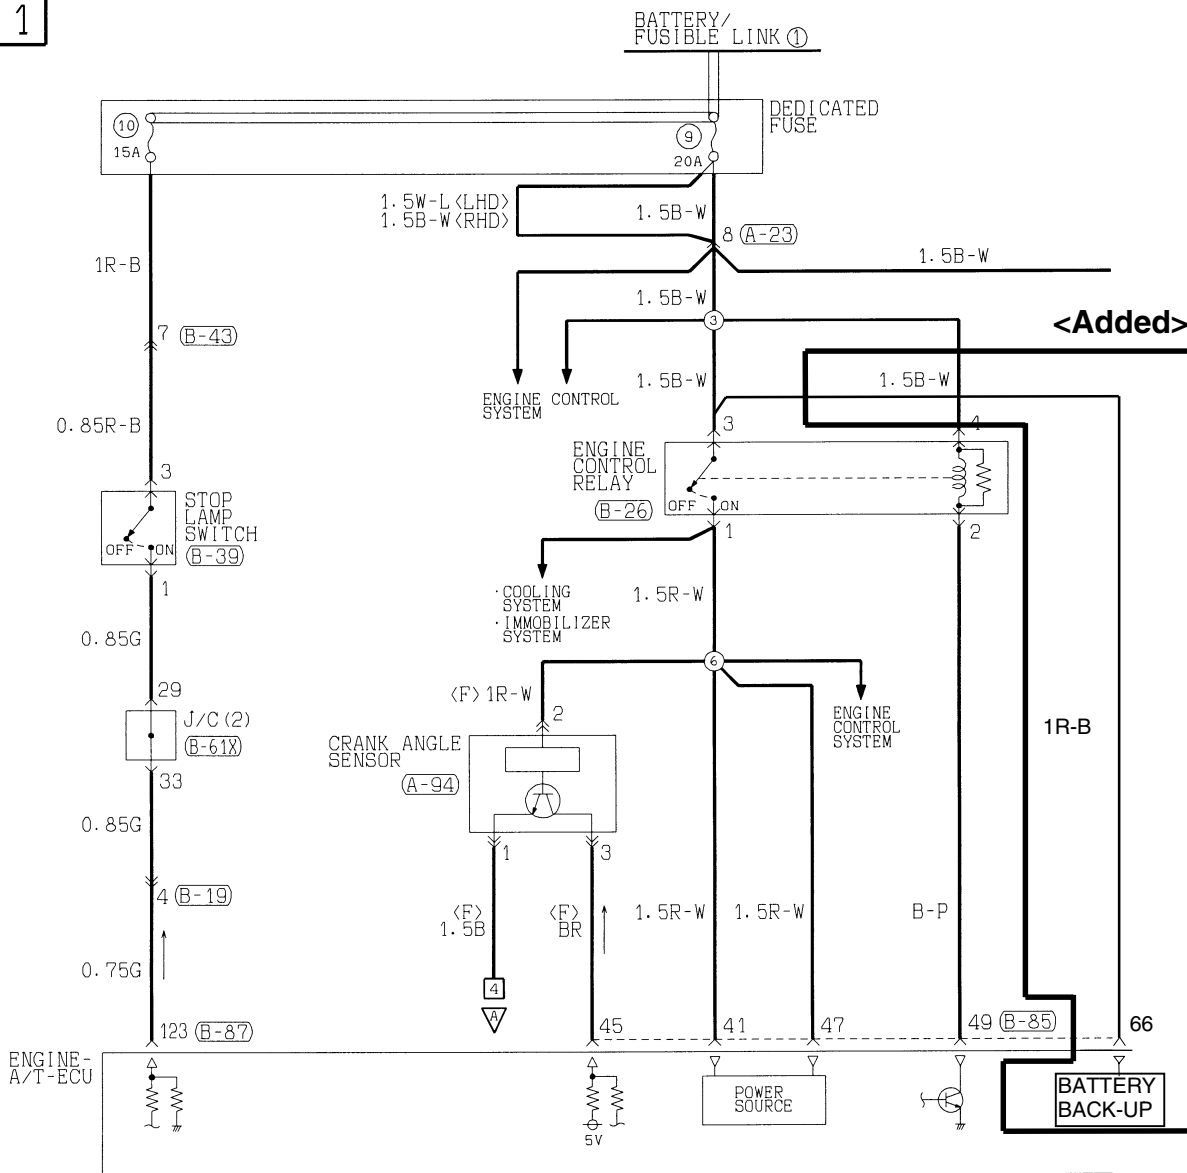 1
BATTERY/
FUSIBLE LINK ①
DEDICATED
FUSE
⑩
15A
⑨
20A
1.5W-L<LHD>
1.5B-W<RHD>
1.5B-W
8 (A-23)
1R-B
1.5B-W
1.5B-W
7 (B-43)
3
<Added>
1.5B-W
1.5B-W
ENGINE CONTROL
SYSTEM
0.85R-B
3
4
3
ENGINE
CONTROL
RELAY
(B-26)
OFF ON
STOP
LAMP
SWITCH
(B-39)
OFF ON
1
2
1
·COOLING
SYSTEM
·IMMOBILIZER
SYSTEM
1.5R-W
0.85G
6
29
<F>1R-W
2
J/C(2)
(B-61X)
ENGINE
CONTROL
SYSTEM
1R-B
CRANK ANGLE
SENSOR
(A-94)
33
0.85G
1
3
4 (B-19)
<F>
1.5B
<F>
BR
1.5R-W
1.5R-W
B-P
0.75G
4
A
123 (B-87)
45
41
47
49 (B-85)
66
ENGINE-
A/T-ECU
POWER
SOURCE
BATTERY
BACK-UP
5V